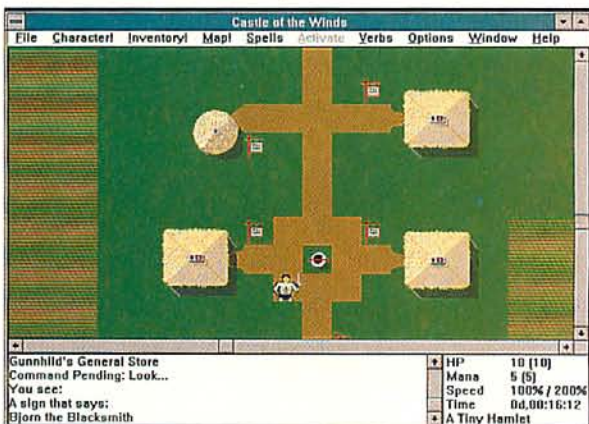 Castle of the Winds
File Character! Inventory! Map! Spells Activate Verbs Options Window Help
Gunnhild's General Store
Command Pending: Look...
You see:
A sign that says:
Bjorn the Blacksmith
HP 10 (10)
Mana 5 (5)
Speed 100% / 200%
Time 0d,00:16:12
A Tiny Hamlet